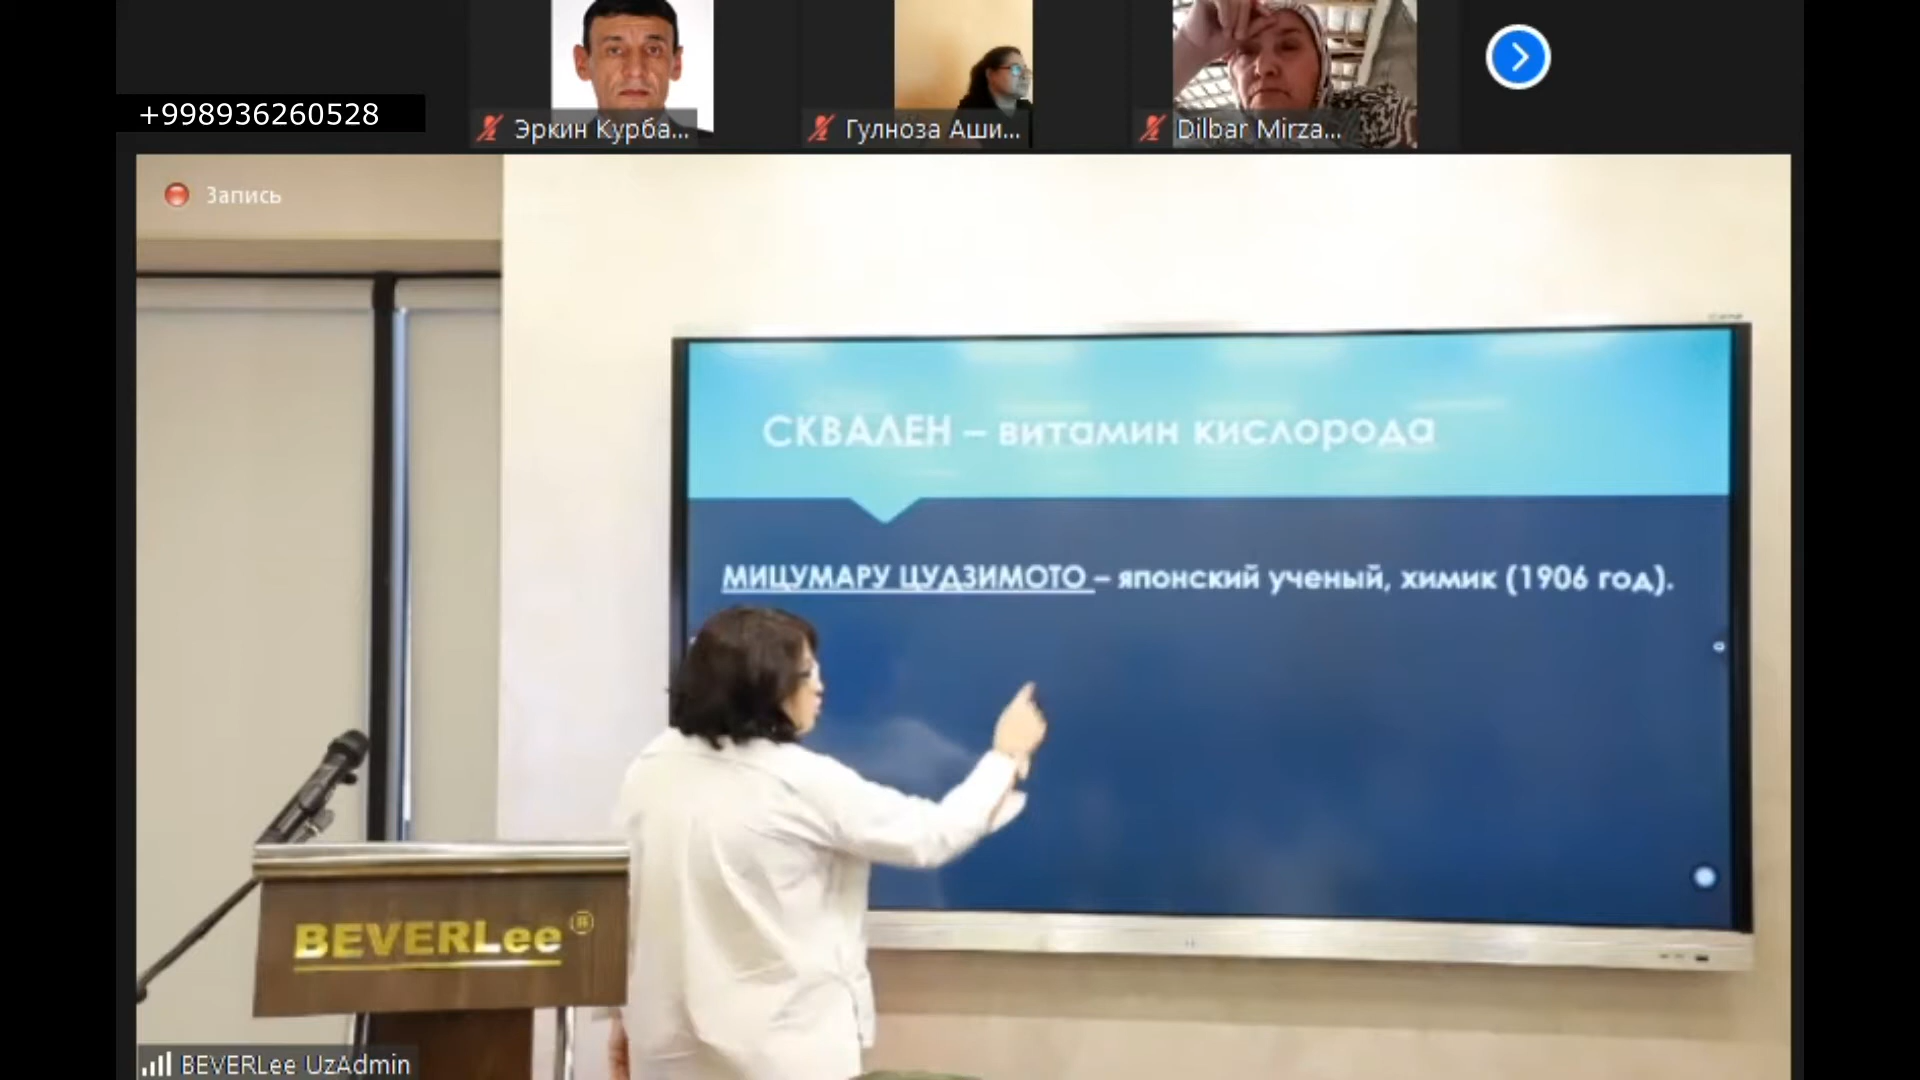 +998936260528
Эркин Курба...
Гулноза Аши...
Dilbar Mirza...
Запись
СКВАЛЕН – витамин кислорода
МИЦУМАРУ ЦУДЗИМОТО – японский ученый, химик (1906 год).
BEVERLee®
BEVERLee UzAdmin